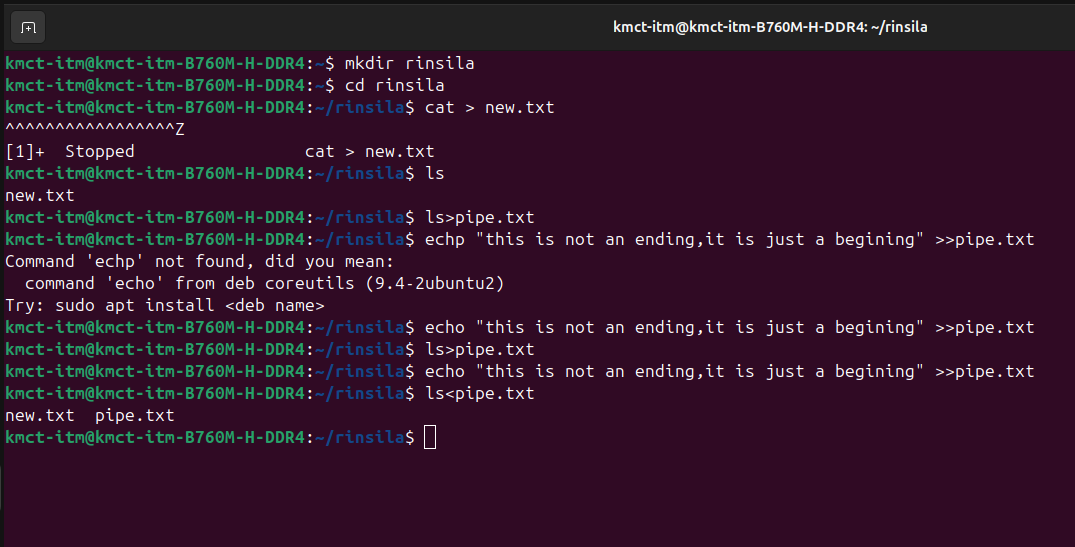 kmct-itm@kmct-itm-B760M-H-DDR4: ~/rinsila
kmct-itm@kmct-itm-B760M-H-DDR4:~$ mkdir rinsila
kmct-itm@kmct-itm-B760M-H-DDR4:~$ cd rinsila
kmct-itm@kmct-itm-B760M-H-DDR4:~/rinsila$ cat > new.txt
^^^^^^^^^^^^^^^^^Z
[1]+  Stopped                 cat > new.txt
kmct-itm@kmct-itm-B760M-H-DDR4:~/rinsila$ ls
new.txt
kmct-itm@kmct-itm-B760M-H-DDR4:~/rinsila$ ls>pipe.txt
kmct-itm@kmct-itm-B760M-H-DDR4:~/rinsila$ echp "this is not an ending,it is just a begining" >>pipe.txt
Command 'echp' not found, did you mean:
  command 'echo' from deb coreutils (9.4-2ubuntu2)
Try: sudo apt install <deb name>
kmct-itm@kmct-itm-B760M-H-DDR4:~/rinsila$ echo "this is not an ending,it is just a begining" >>pipe.txt
kmct-itm@kmct-itm-B760M-H-DDR4:~/rinsila$ ls>pipe.txt
kmct-itm@kmct-itm-B760M-H-DDR4:~/rinsila$ echo "this is not an ending,it is just a begining" >>pipe.txt
kmct-itm@kmct-itm-B760M-H-DDR4:~/rinsila$ ls<pipe.txt
new.txt  pipe.txt
kmct-itm@kmct-itm-B760M-H-DDR4:~/rinsila$